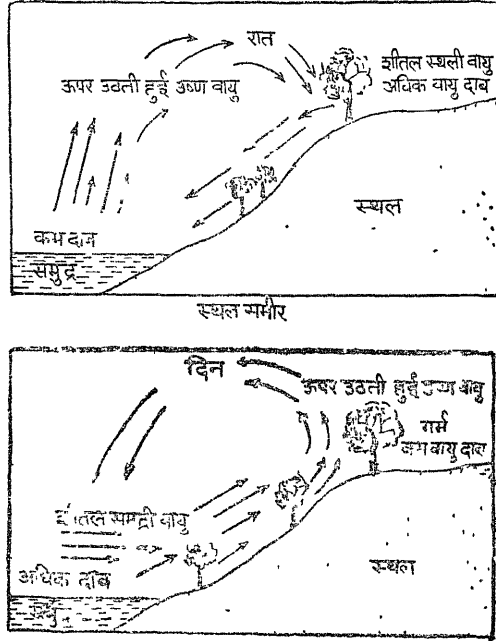 रात
शीतल स्थली वायु
ऊपर उठती हुई उष्ण वायु
अधिक वायु दाब
स्थल
कम दाब
समुद्र
स्थल समीर
दिन
ऊपर उठती हुई उष्ण वायु
गर्म
कम वायु दाब
शीतल समुद्री वायु
अधिक दाब
स्थल